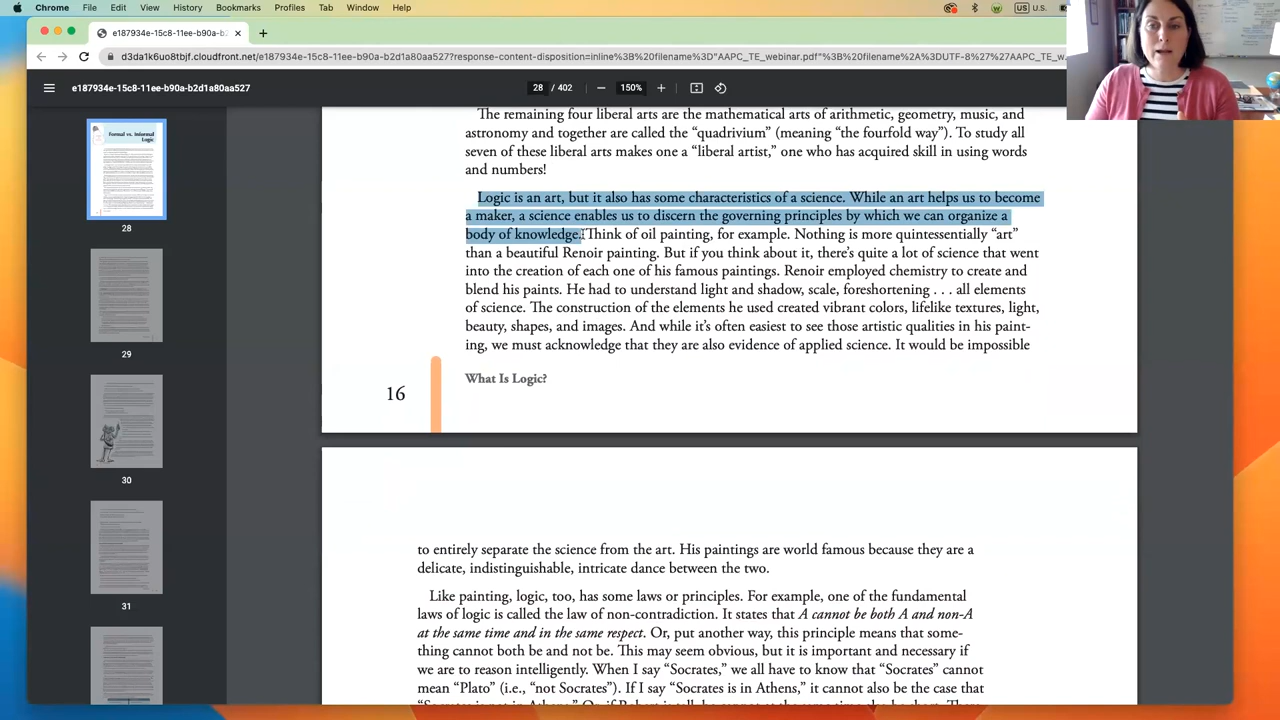 Chrome File Edit View History Bookmarks Profiles Tab Window Help
US U.S.
e187934e-15c8-11ee-b90a-b2
d3da1k6uo8tbjf.cloudfront.net/e187934e-15c8-11ee-b90a-b2d1a80aa527?response-content-disposition=inline%3B%20filename%3D"AAPC_TE_webinar.pdf"%3B%20filename%2A%3DUTF-8%27%27AAPC_TE_w...
e187934e-15c8-11ee-b90a-b2d1a80aa527
28 / 402
150%
Formal vs. Informal
Logic
28
29
30
31
The remaining four liberal arts are the mathematical arts of arithmetic, geometry, music, and
astronomy and together are called the “quadrivium” (meaning “the fourfold way”). To study all
seven of those liberal arts makes one a “liberal artist,” one who has acquired skill in using words
and numbers!
Logic is an art, but it also has some characteristics of a science. While an art helps us to become
a maker, a science enables us to discern the governing principles by which we can organize a
body of knowledge. Think of oil painting, for example. Nothing is more quintessentially “art”
than a beautiful Renoir painting. But if you think about it, there’s quite a lot of science that went
into the creation of each one of his famous paintings. Renoir employed chemistry to create and
blend his paints. He had to understand light and shadow, scale, foreshortening . . . all elements
of science. The construction of the elements he used created vibrant colors, lifelike textures, light,
beauty, shapes, and images. And while it’s often easiest to see those artistic qualities in his paint-
ing, we must acknowledge that they are also evidence of applied science. It would be impossible
16
What Is Logic?
to entirely separate the science from the art. His paintings are world famous because they are a
delicate, indistinguishable, intricate dance between the two.
Like painting, logic, too, has some laws or principles. For example, one of the fundamental
laws of logic is called the law of non-contradiction. It states that A cannot be both A and non-A
at the same time and in the same respect. Or, put another way, this principle means that some-
thing cannot both be and not be. This may seem obvious, but it is important and necessary if
we are to reason intelligently. When I say “Socrates,” we all have to know that “Socrates” cannot
mean “Plato” (i.e., “not Socrates”). If I say “Socrates is in Athens,” it cannot also be the case that